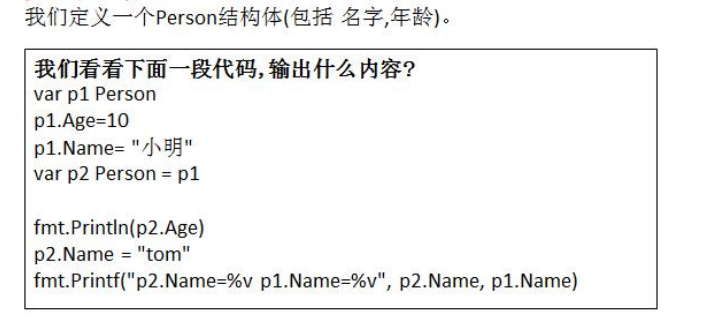 我们定义一个Person结构体(包括 名字,年龄)。
我们看看下面一段代码,输出什么内容?
var p1 Person
p1.Age=10
p1.Name= "小明"
var p2 Person = p1
fmt.Println(p2.Age)
p2.Name = "tom"
fmt.Printf("p2.Name=%v p1.Name=%v", p2.Name, p1.Name)